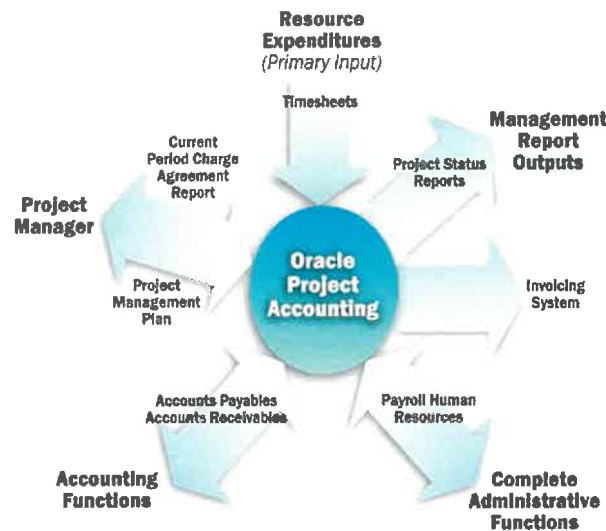 Resource
Expenditures
(Primary Input)
Timesheets
Current
Period Charge
Agreement
Report
Project Status
Reports
Management
Report
Outputs
Project
Manager
Project
Management
Plan
Oracle
Project
Accounting
Invoicing
System
Accounts Payables
Accounts Receivables
Payroll Human
Resources
Accounting
Functions
Complete
Administrative
Functions